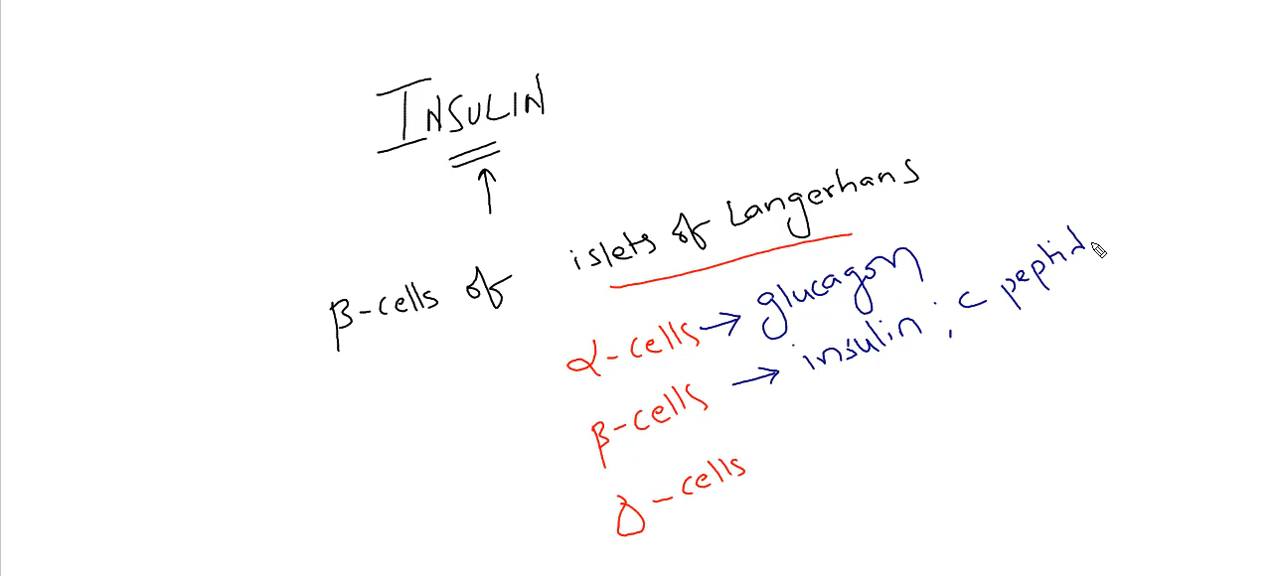 INSULIN
β-cells of islets of Langerhans
α-cells → glucagon
β-cells → insulin, c peptid
δ-cells